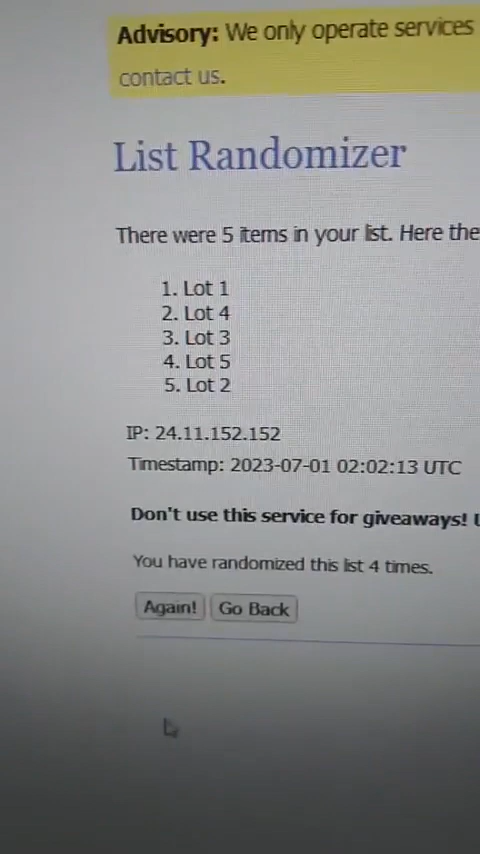 Advisory: We only operate services
contact us.
List Randomizer
There were 5 items in your list. Here the
1. Lot 1
2. Lot 4
3. Lot 3
4. Lot 5
5. Lot 2
IP: 24.11.152.152
Timestamp: 2023-07-01 02:02:13 UTC
Don't use this service for giveaways!
You have randomized this list 4 times.
Again! Go Back